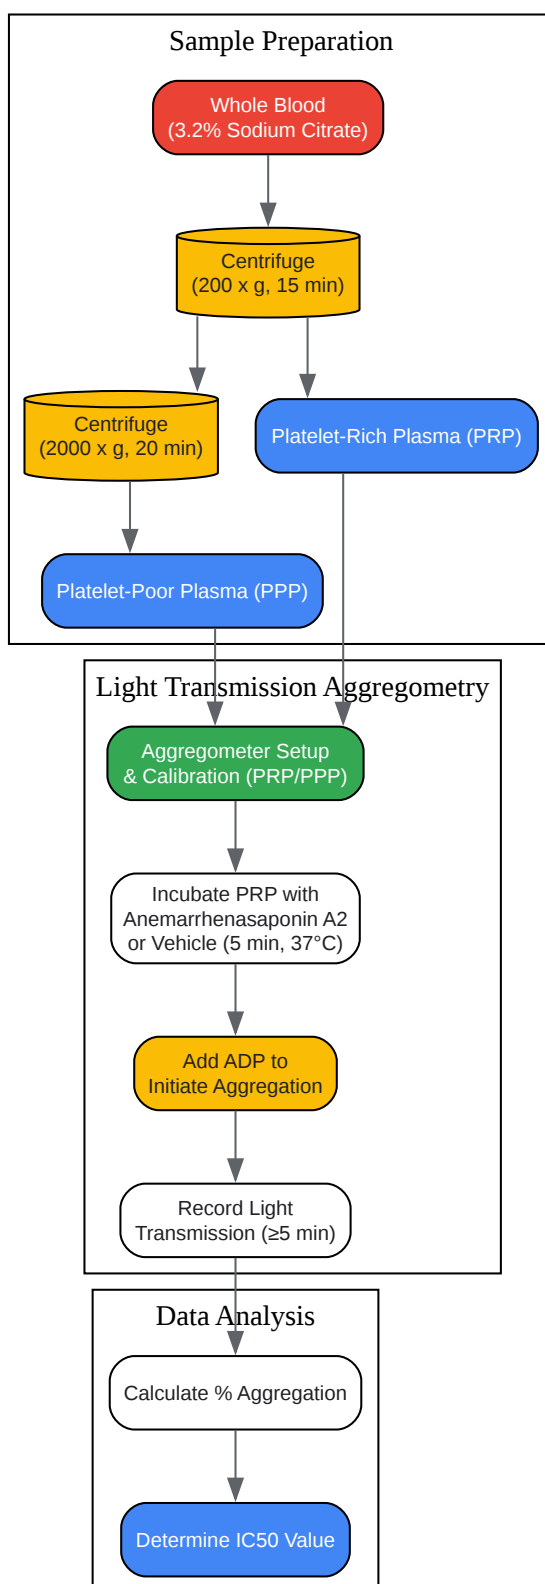 Sample Preparation
Whole Blood
(3.2% Sodium Citrate)
Centrifuge
(200 x g, 15 min)
Centrifuge
(2000 x g, 20 min)
Platelet-Rich Plasma (PRP)
Platelet-Poor Plasma (PPP)
Light Transmission Aggregometry
Aggregometer Setup
& Calibration (PRP/PPP)
Incubate PRP with
Anemarrhenasaponin A2
or Vehicle (5 min, 37°C)
Add ADP to
Initiate Aggregation
Record Light
Transmission (≥5 min)
Data Analysis
Calculate % Aggregation
Determine IC50 Value